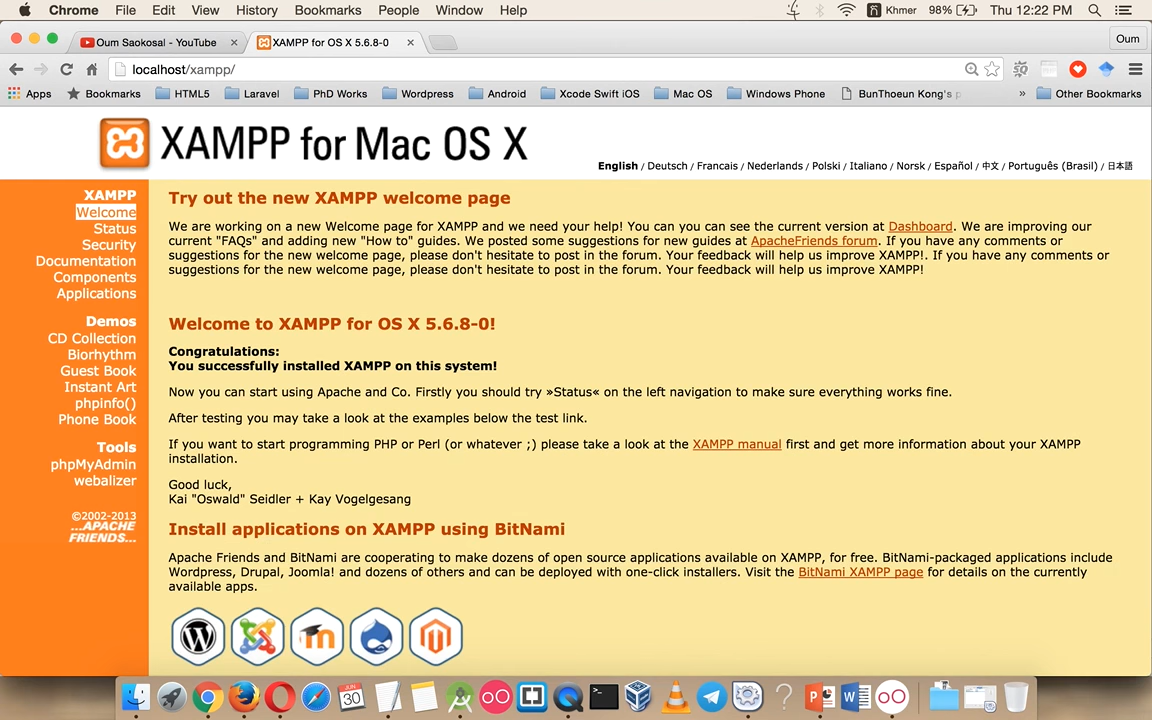 Chrome File Edit View History Bookmarks People Window Help Khmer 98% Thu 12:22 PM
Oum Saokosal - YouTube XAMPP for OS X 5.6.8-0 Oum
localhost/xampp/
Apps Bookmarks HTML5 Laravel PhD Works Wordpress Android Xcode Swift iOS Mac OS Windows Phone BunThoeun Kong's » Other Bookmarks
XAMPP for Mac OS X
English / Deutsch / Francais / Nederlands / Polski / Italiano / Norsk / Español / 中文 / Português (Brasil) / 日本語
XAMPP
Welcome
Status
Security
Documentation
Components
Applications
Demos
CD Collection
Biorhythm
Guest Book
Instant Art
phpinfo()
Phone Book
Tools
phpMyAdmin
webalizer
©2002-2013
...APACHE
FRIENDS...
Try out the new XAMPP welcome page
We are working on a new Welcome page for XAMPP and we need your help! You can you can see the current version at Dashboard. We are improving our
current "FAQs" and adding new "How to" guides. We posted some suggestions for new guides at ApacheFriends forum. If you have any comments or
suggestions for the new welcome page, please don't hesitate to post in the forum. Your feedback will help us improve XAMPP!. If you have any comments or
suggestions for the new welcome page, please don't hesitate to post in the forum. Your feedback will help us improve XAMPP!
Welcome to XAMPP for OS X 5.6.8-0!
Congratulations:
You successfully installed XAMPP on this system!
Now you can start using Apache and Co. Firstly you should try »Status« on the left navigation to make sure everything works fine.
After testing you may take a look at the examples below the test link.
If you want to start programming PHP or Perl (or whatever ;) please take a look at the XAMPP manual first and get more information about your XAMPP
installation.
Good luck,
Kai "Oswald" Seidler + Kay Vogelgesang
Install applications on XAMPP using BitNami
Apache Friends and BitNami are cooperating to make dozens of open source applications available on XAMPP, for free. BitNami-packaged applications include
Wordpress, Drupal, Joomla! and dozens of others and can be deployed with one-click installers. Visit the BitNami XAMPP page for details on the currently
available apps.
JUN
30